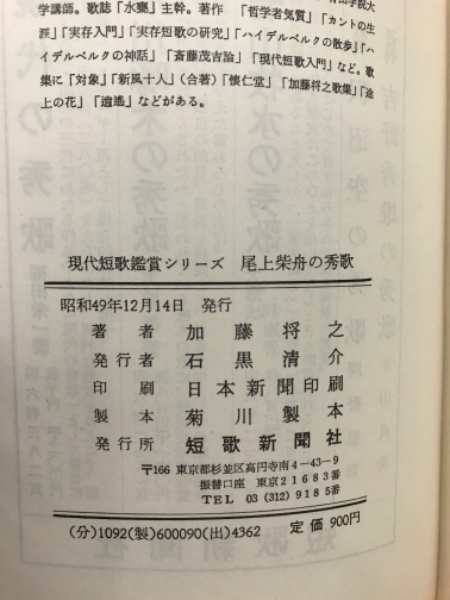 学講師。歌誌「水甕」主幹。著作 「哲学者気質」「カントの生
涯」「実存入門」「実存短歌の研究」「ハイデルベルクの散歩」「ハ
イデルベルクの神話」「斎藤茂吉論」「現代短歌入門」など。歌
集に「対象」「新風十人」（合著）「懐仁堂」「加藤将之歌集」「途
上の花」「逍遙」などがある。
現代短歌鑑賞シリーズ 尾上柴舟の秀歌
昭和49年12月14日 発行
著者 加藤将之
発行者 石黒清介
印刷 日本新聞印刷
製本 菊川製本
発行所 短歌新聞社
〒166 東京都杉並区高円寺南4-43-9
振替口座 東京21683番
TEL 03 (312) 9185番
(分)1092(製)600090(出)4362 定価 900円